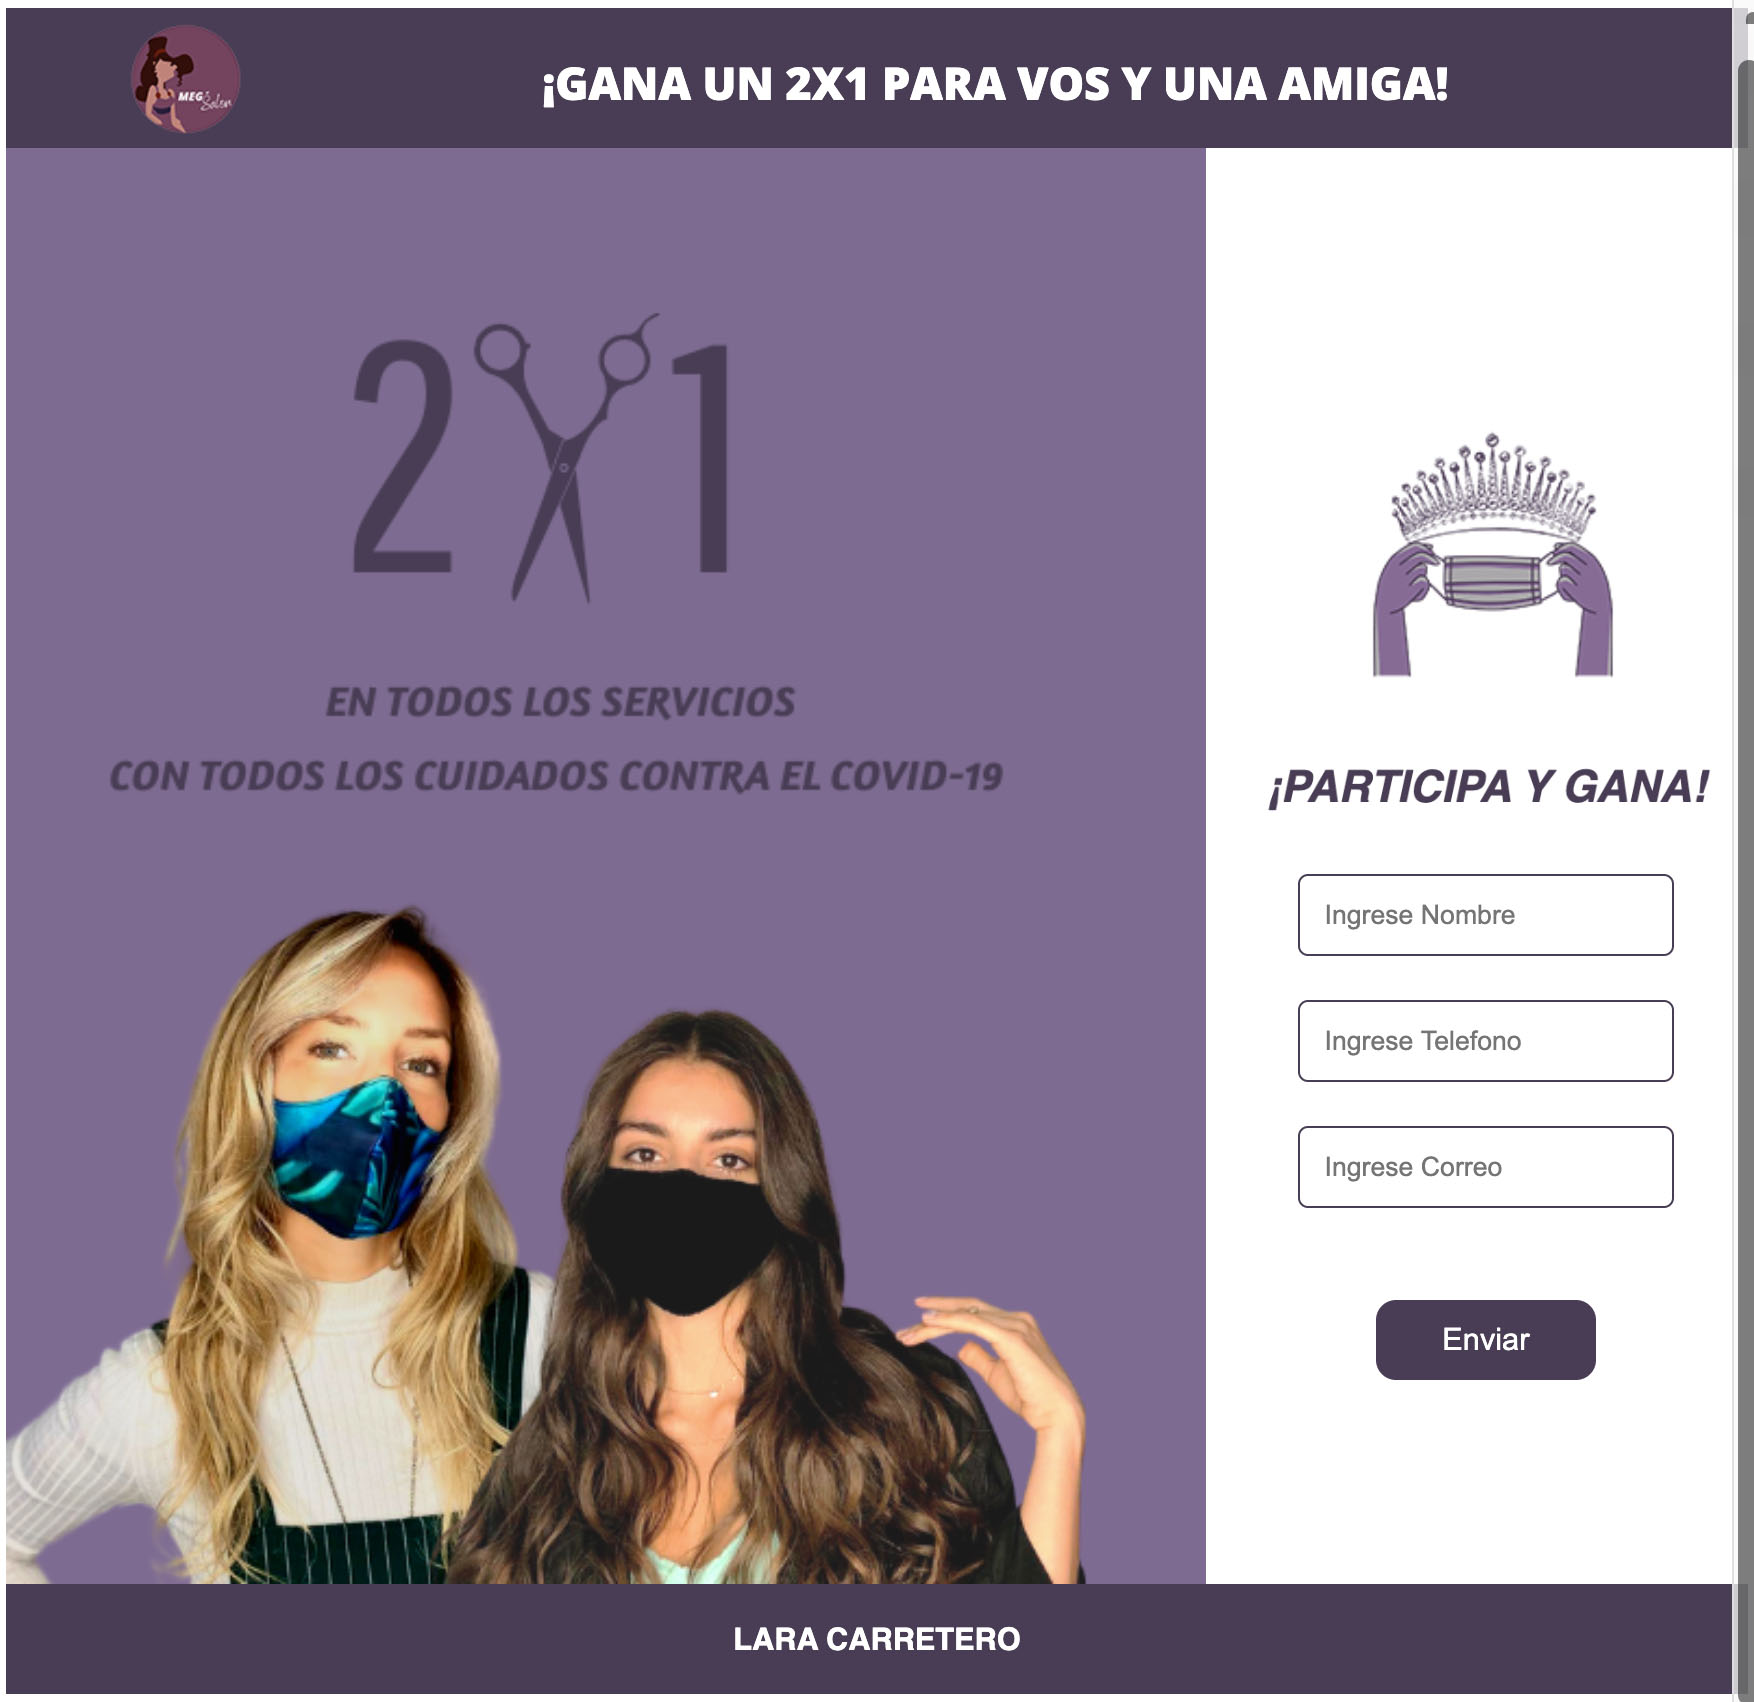 MEG's
Salon
¡GANA UN 2X1 PARA VOS Y UNA AMIGA!
2X1
EN TODOS LOS SERVICIOS
CON TODOS LOS CUIDADOS CONTRA EL COVID-19
¡PARTICIPA Y GANA!
Ingrese Nombre
Ingrese Telefono
Ingrese Correo
Enviar
LARA CARRETERO